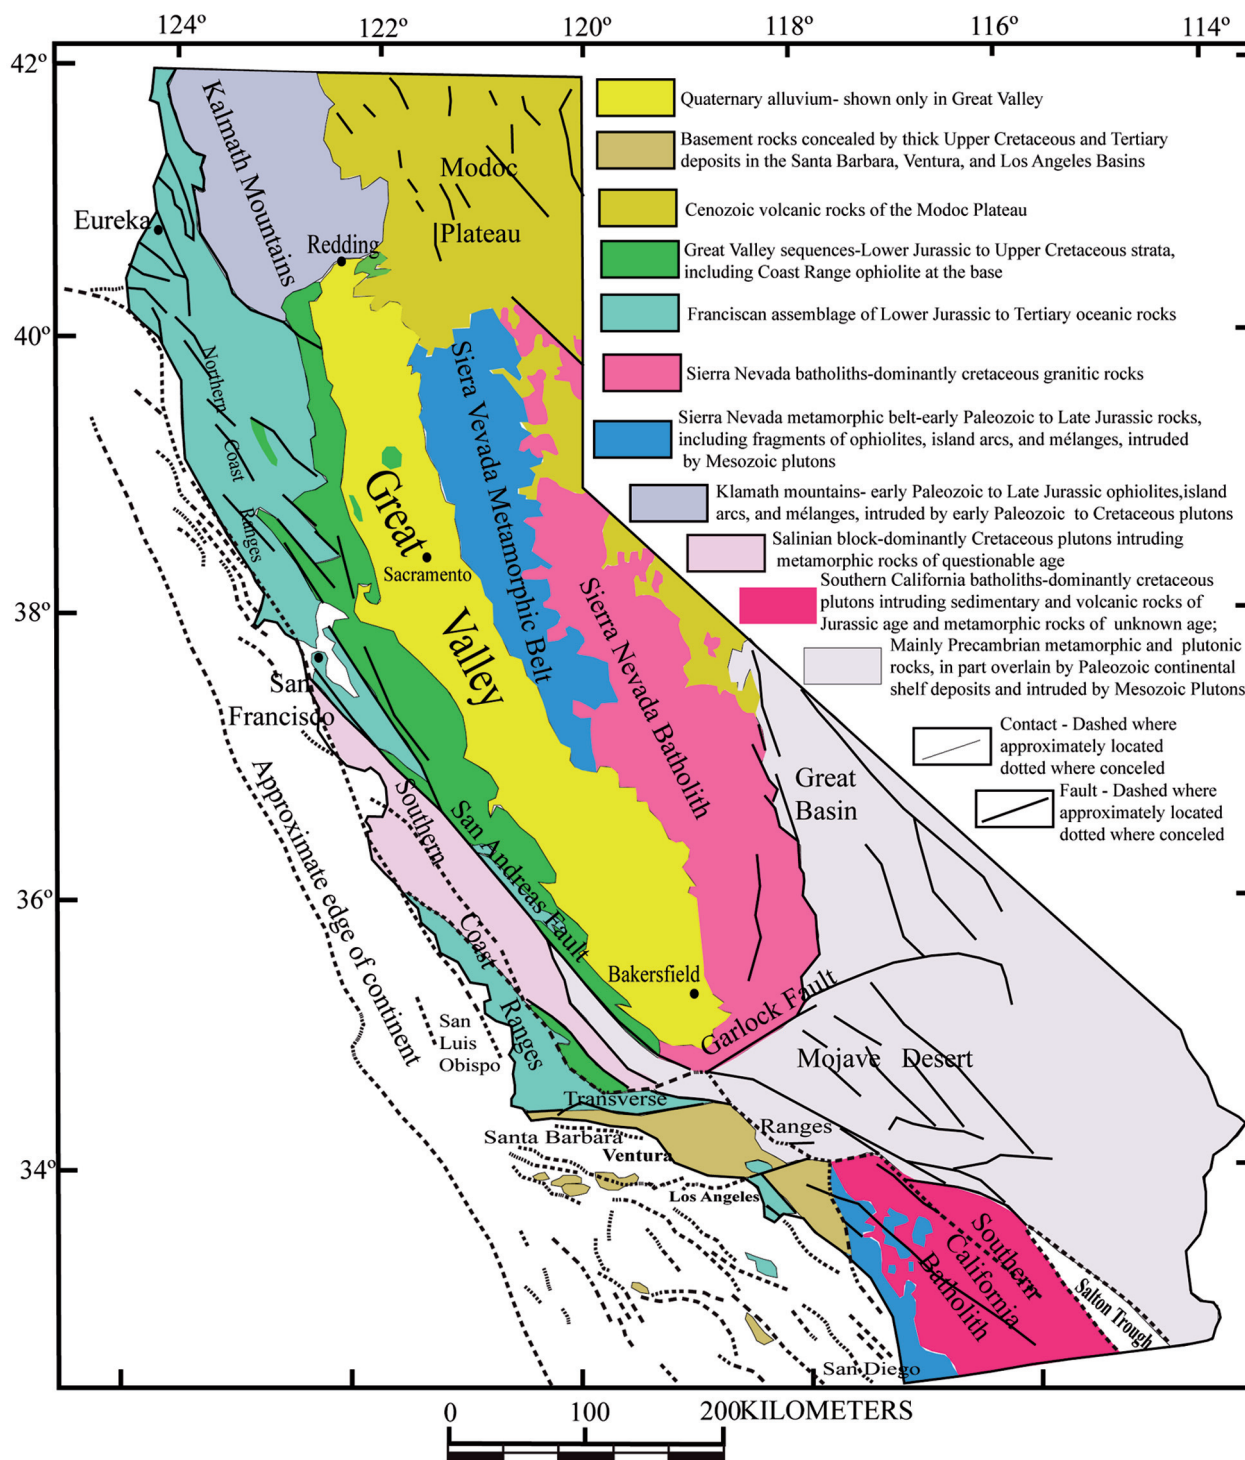 124º 122º 120º 118º 116º 114º
42º
40º
38º
36º
34º
Quaternary alluvium- shown only in Great Valley
Basement rocks concealed by thick Upper Cretaceous and Tertiary
deposits in the Santa Barbara, Ventura, and Los Angeles Basins
Cenozoic volcanic rocks of the Modoc Plateau
Great Valley sequences-Lower Jurassic to Upper Cretaceous strata,
including Coast Range ophiolite at the base
Franciscan assemblage of Lower Jurassic to Tertiary oceanic rocks
Sierra Nevada batholiths-dominantly cretaceous granitic rocks
Sierra Nevada metamorphic belt-early Paleozoic to Late Jurassic rocks,
including fragments of ophiolites, island arcs, and mélanges, intruded
by Mesozoic plutons
Klamath mountains- early Paleozoic to Late Jurassic ophiolites,island
arcs, and mélanges, intruded by early Paleozoic to Cretaceous plutons
Salinian block-dominantly Cretaceous plutons intruding
metamorphic rocks of questionable age
Southern California batholiths-dominantly cretaceous
plutons intruding sedimentary and volcanic rocks of
Jurassic age and metamorphic rocks of unknown age;
Mainly Precambrian metamorphic and plutonic
rocks, in part overlain by Paleozoic continental
shelf deposits and intruded by Mesozoic Plutons
Contact - Dashed where
approximately located
dotted where conceled
Fault - Dashed where
approximately located
dotted where conceled
Kalmath Mountains
Modoc
Plateau
Eureka
Redding
Northern
Coast
Ranges
Siera Vevada Metamorphic Belt
Great
Valley
Sacramento
Sierra Nevada Batholith
San
Francisco
Great
Basin
Approximate edge of continent
Southern
Coast
Ranges
San Andreas Fault
Bakersfield
Garlock Fault
San
Luis
Obispo
Mojave Desert
Transverse
Ranges
Santa Barbara
Ventura
Los Angeles
Southern
California
Batholith
Salton Trough
San Diego
0 100 200KILOMETERS